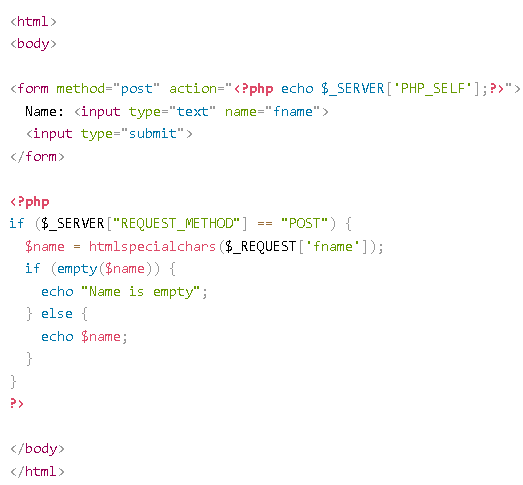 <html>
<body>

<form method="post" action="<?php echo $_SERVER['PHP_SELF'];?>">
  Name: <input type="text" name="fname">
  <input type="submit">
</form>

<?php
if ($_SERVER["REQUEST_METHOD"] == "POST") {
  $name = htmlspecialchars($_REQUEST['fname']);
  if (empty($name)) {
    echo "Name is empty";
  } else {
    echo $name;
  }
}
?>

</body>
</html>